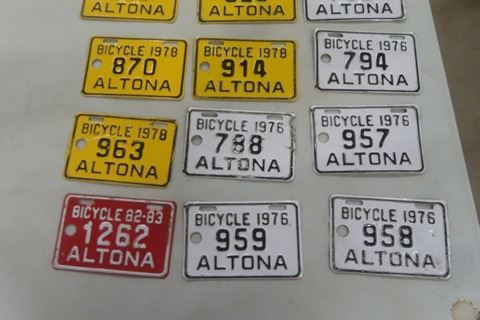 ALTONA
ALTONA
ALTONA
BICYCLE 1978
870
ALTONA
BICYCLE 1978
914
ALTONA
BICYCLE 1976
794
ALTONA
BICYCLE 1978
963
ALTONA
BICYCLE 1976
788
ALTONA
BICYCLE 1976
957
ALTONA
BICYCLE 82-83
1262
ALTONA
BICYCLE 1976
959
ALTONA
BICYCLE 1976
958
ALTONA